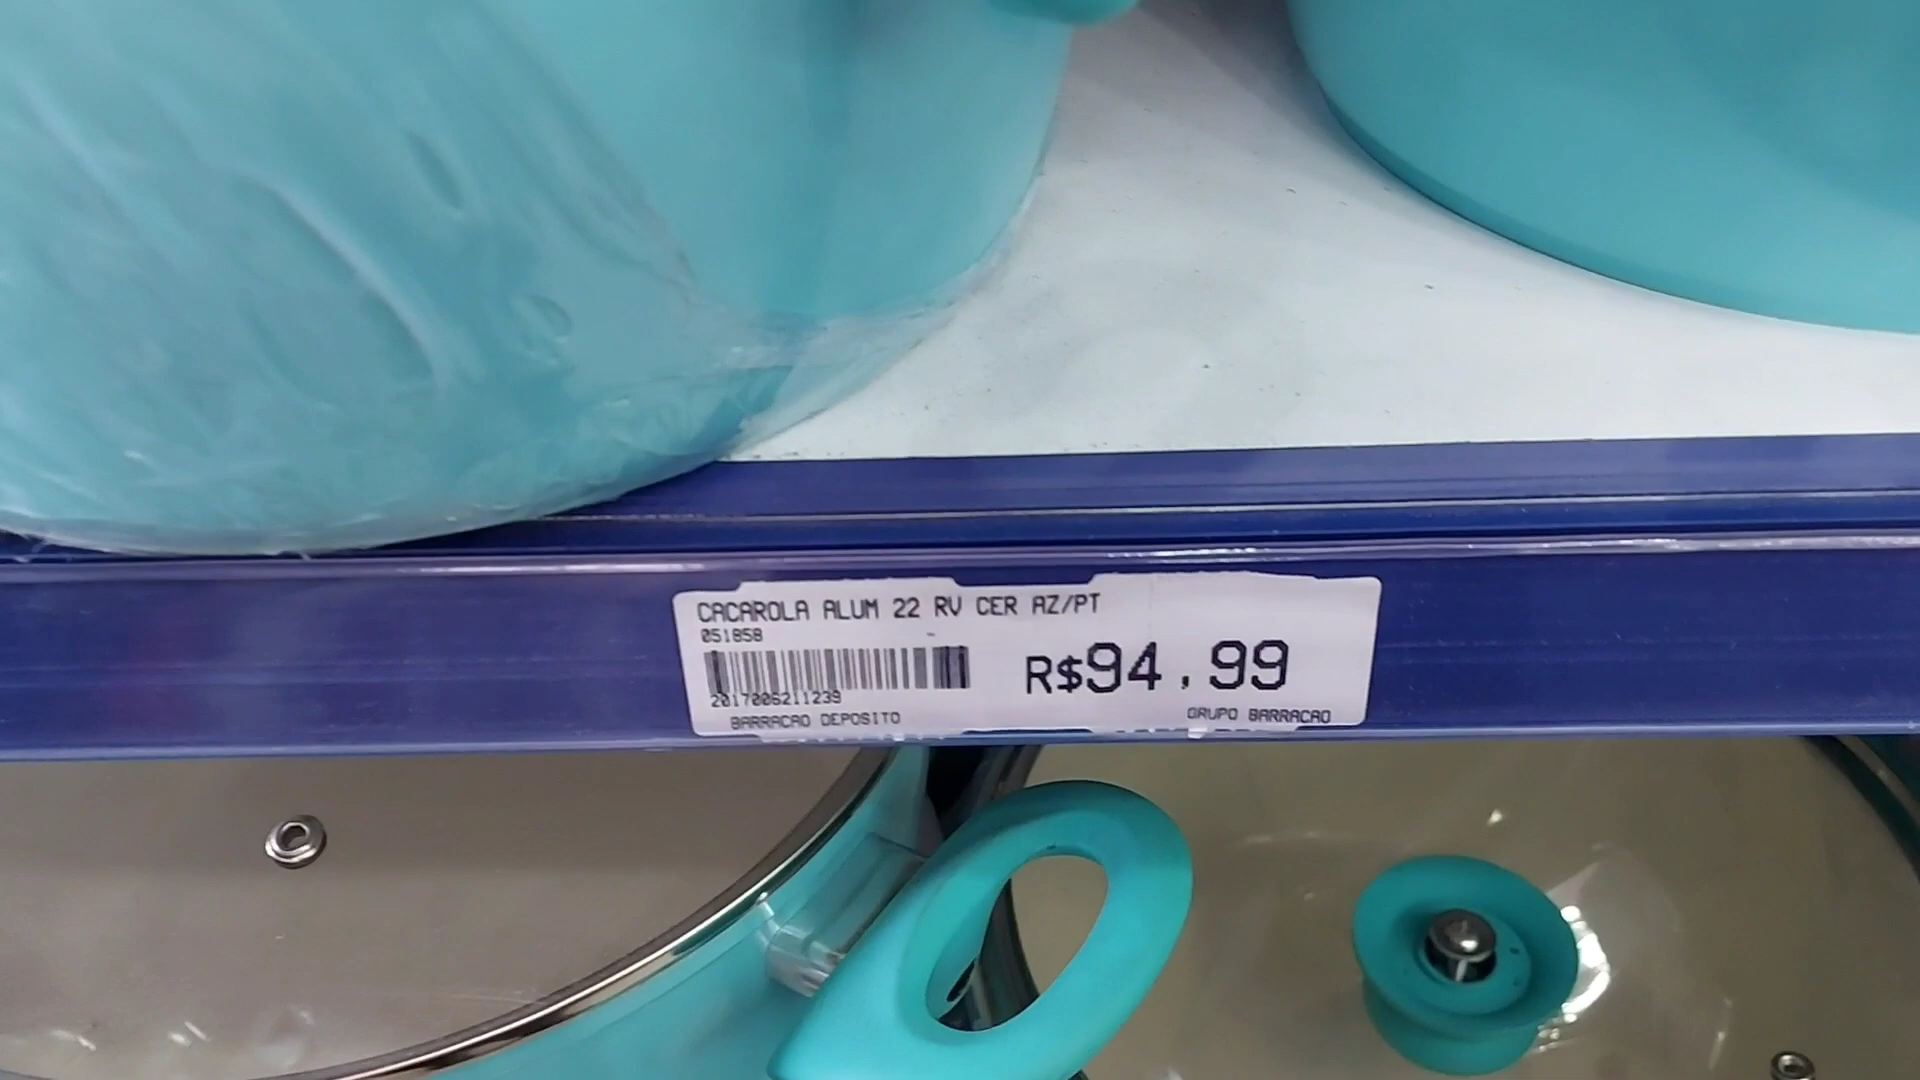 CACAROLA ALUM 22 RV CER AZ/PT
051858
R$94,99
2017006211239
BARRACAO DEPOSITO
GRUPO BARRACAO